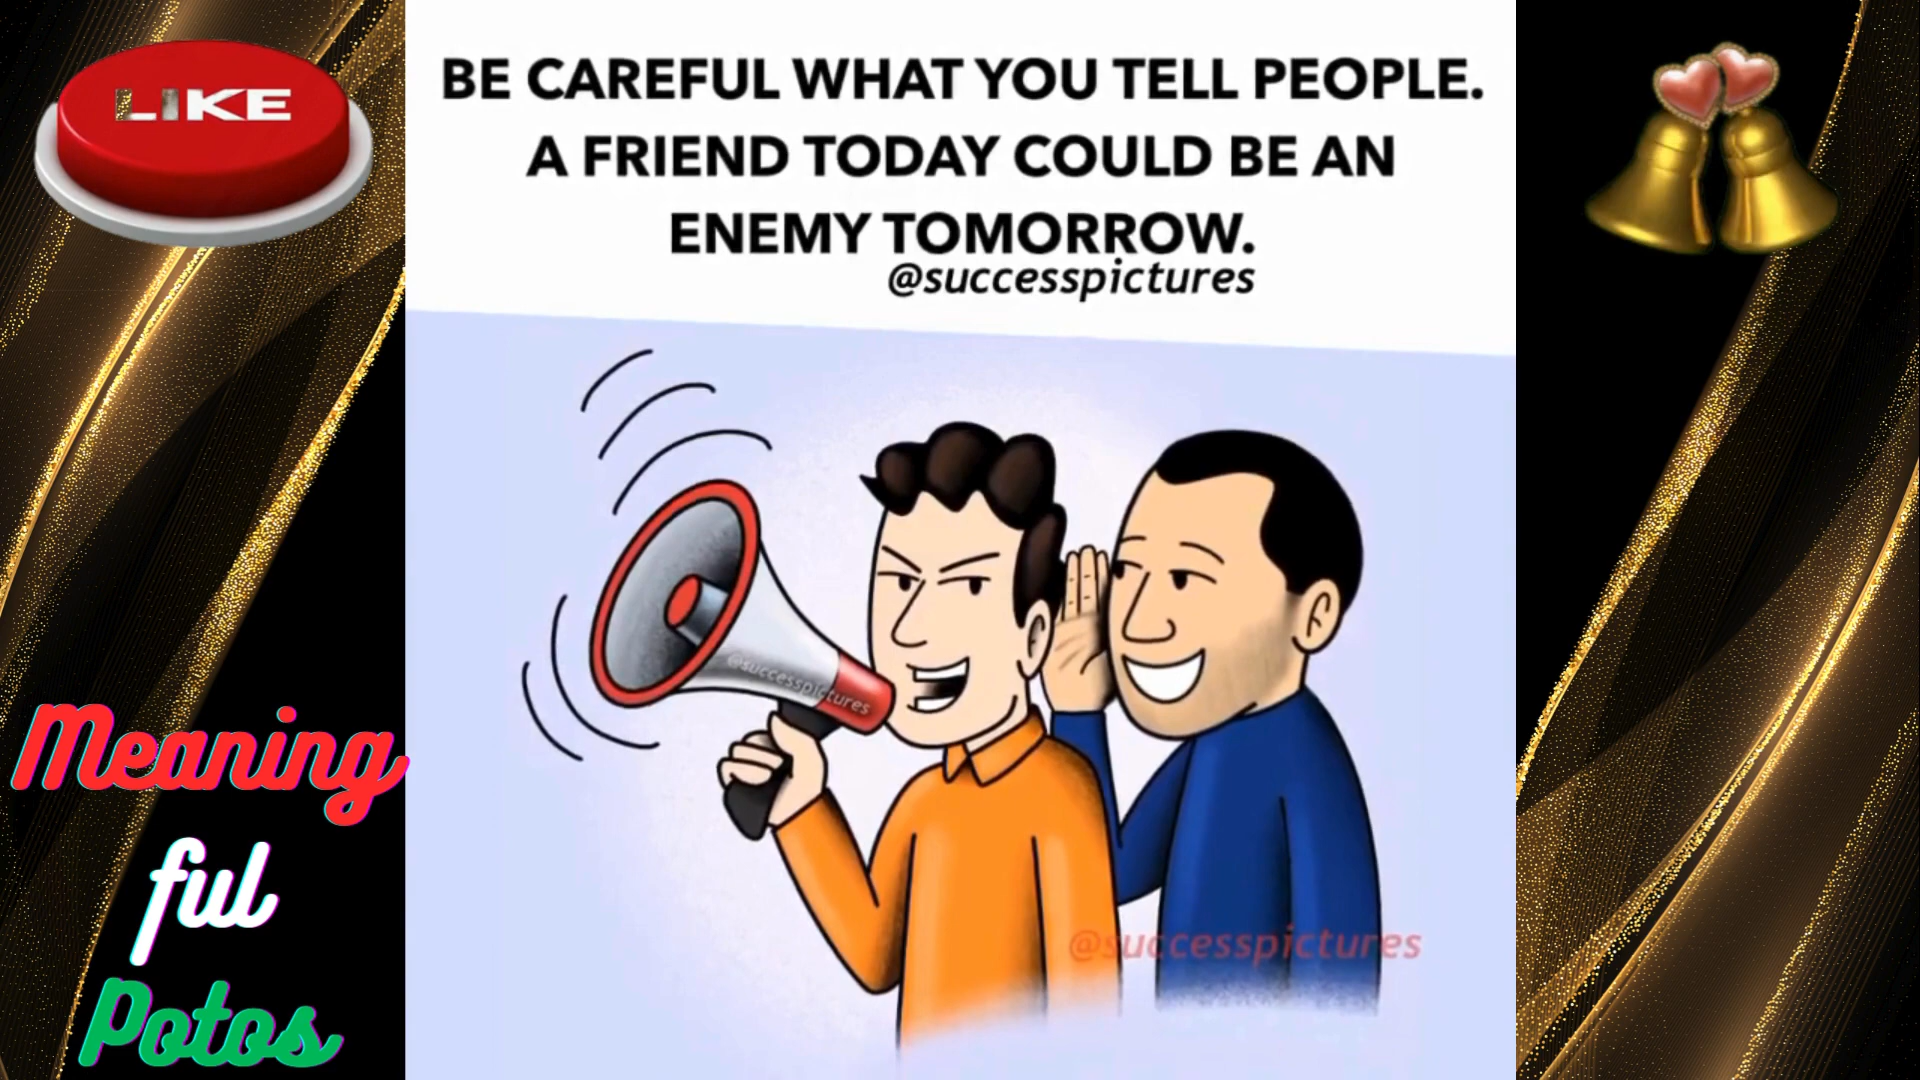 LIKE
BE CAREFUL WHAT YOU TELL PEOPLE.
A FRIEND TODAY COULD BE AN
ENEMY TOMORROW.
@successpictures
@successpictures
@successpictures
Meaning
ful
Potos